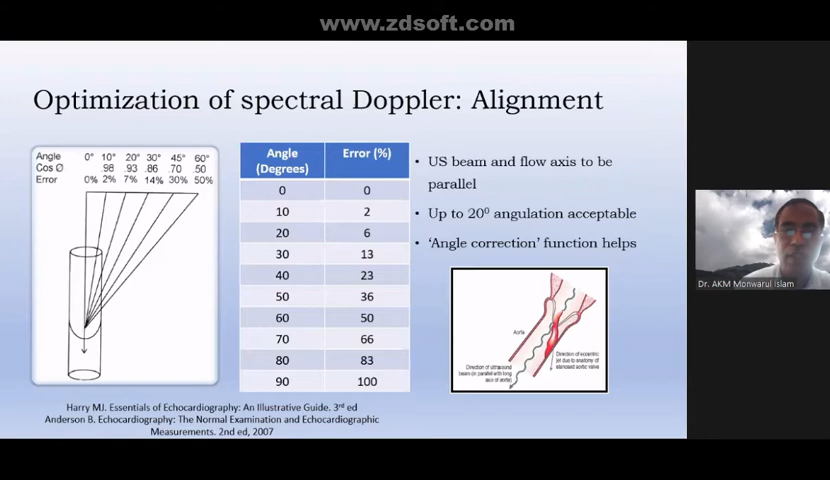 www.zdsoft.com
Optimization of spectral Doppler: Alignment
Angle 0° 10° 20° 30° 45° 60°
Cos Ø .98 .93 .86 .70 .50
Error 0% 2% 7% 14% 30% 50%
Angle (Degrees) Error (%)
0 0
10 2
20 6
30 13
40 23
50 36
60 50
70 66
80 83
90 100
• US beam and flow axis to be
parallel
• Up to 20⁰ angulation acceptable
• ‘Angle correction’ function helps
Aorta
Direction of ultrasound
beam (in parallel with long
axis of aorta)
Direction of eccentric
jet due to anatomy of
stenosed aortic valve
Dr. AKM Monwarul Islam
Harry MJ. Essentials of Echocardiography: An Illustrative Guide. 3rd ed
Anderson B. Echocardiography: The Normal Examination and Echocardiographic
Measurements. 2nd ed, 2007